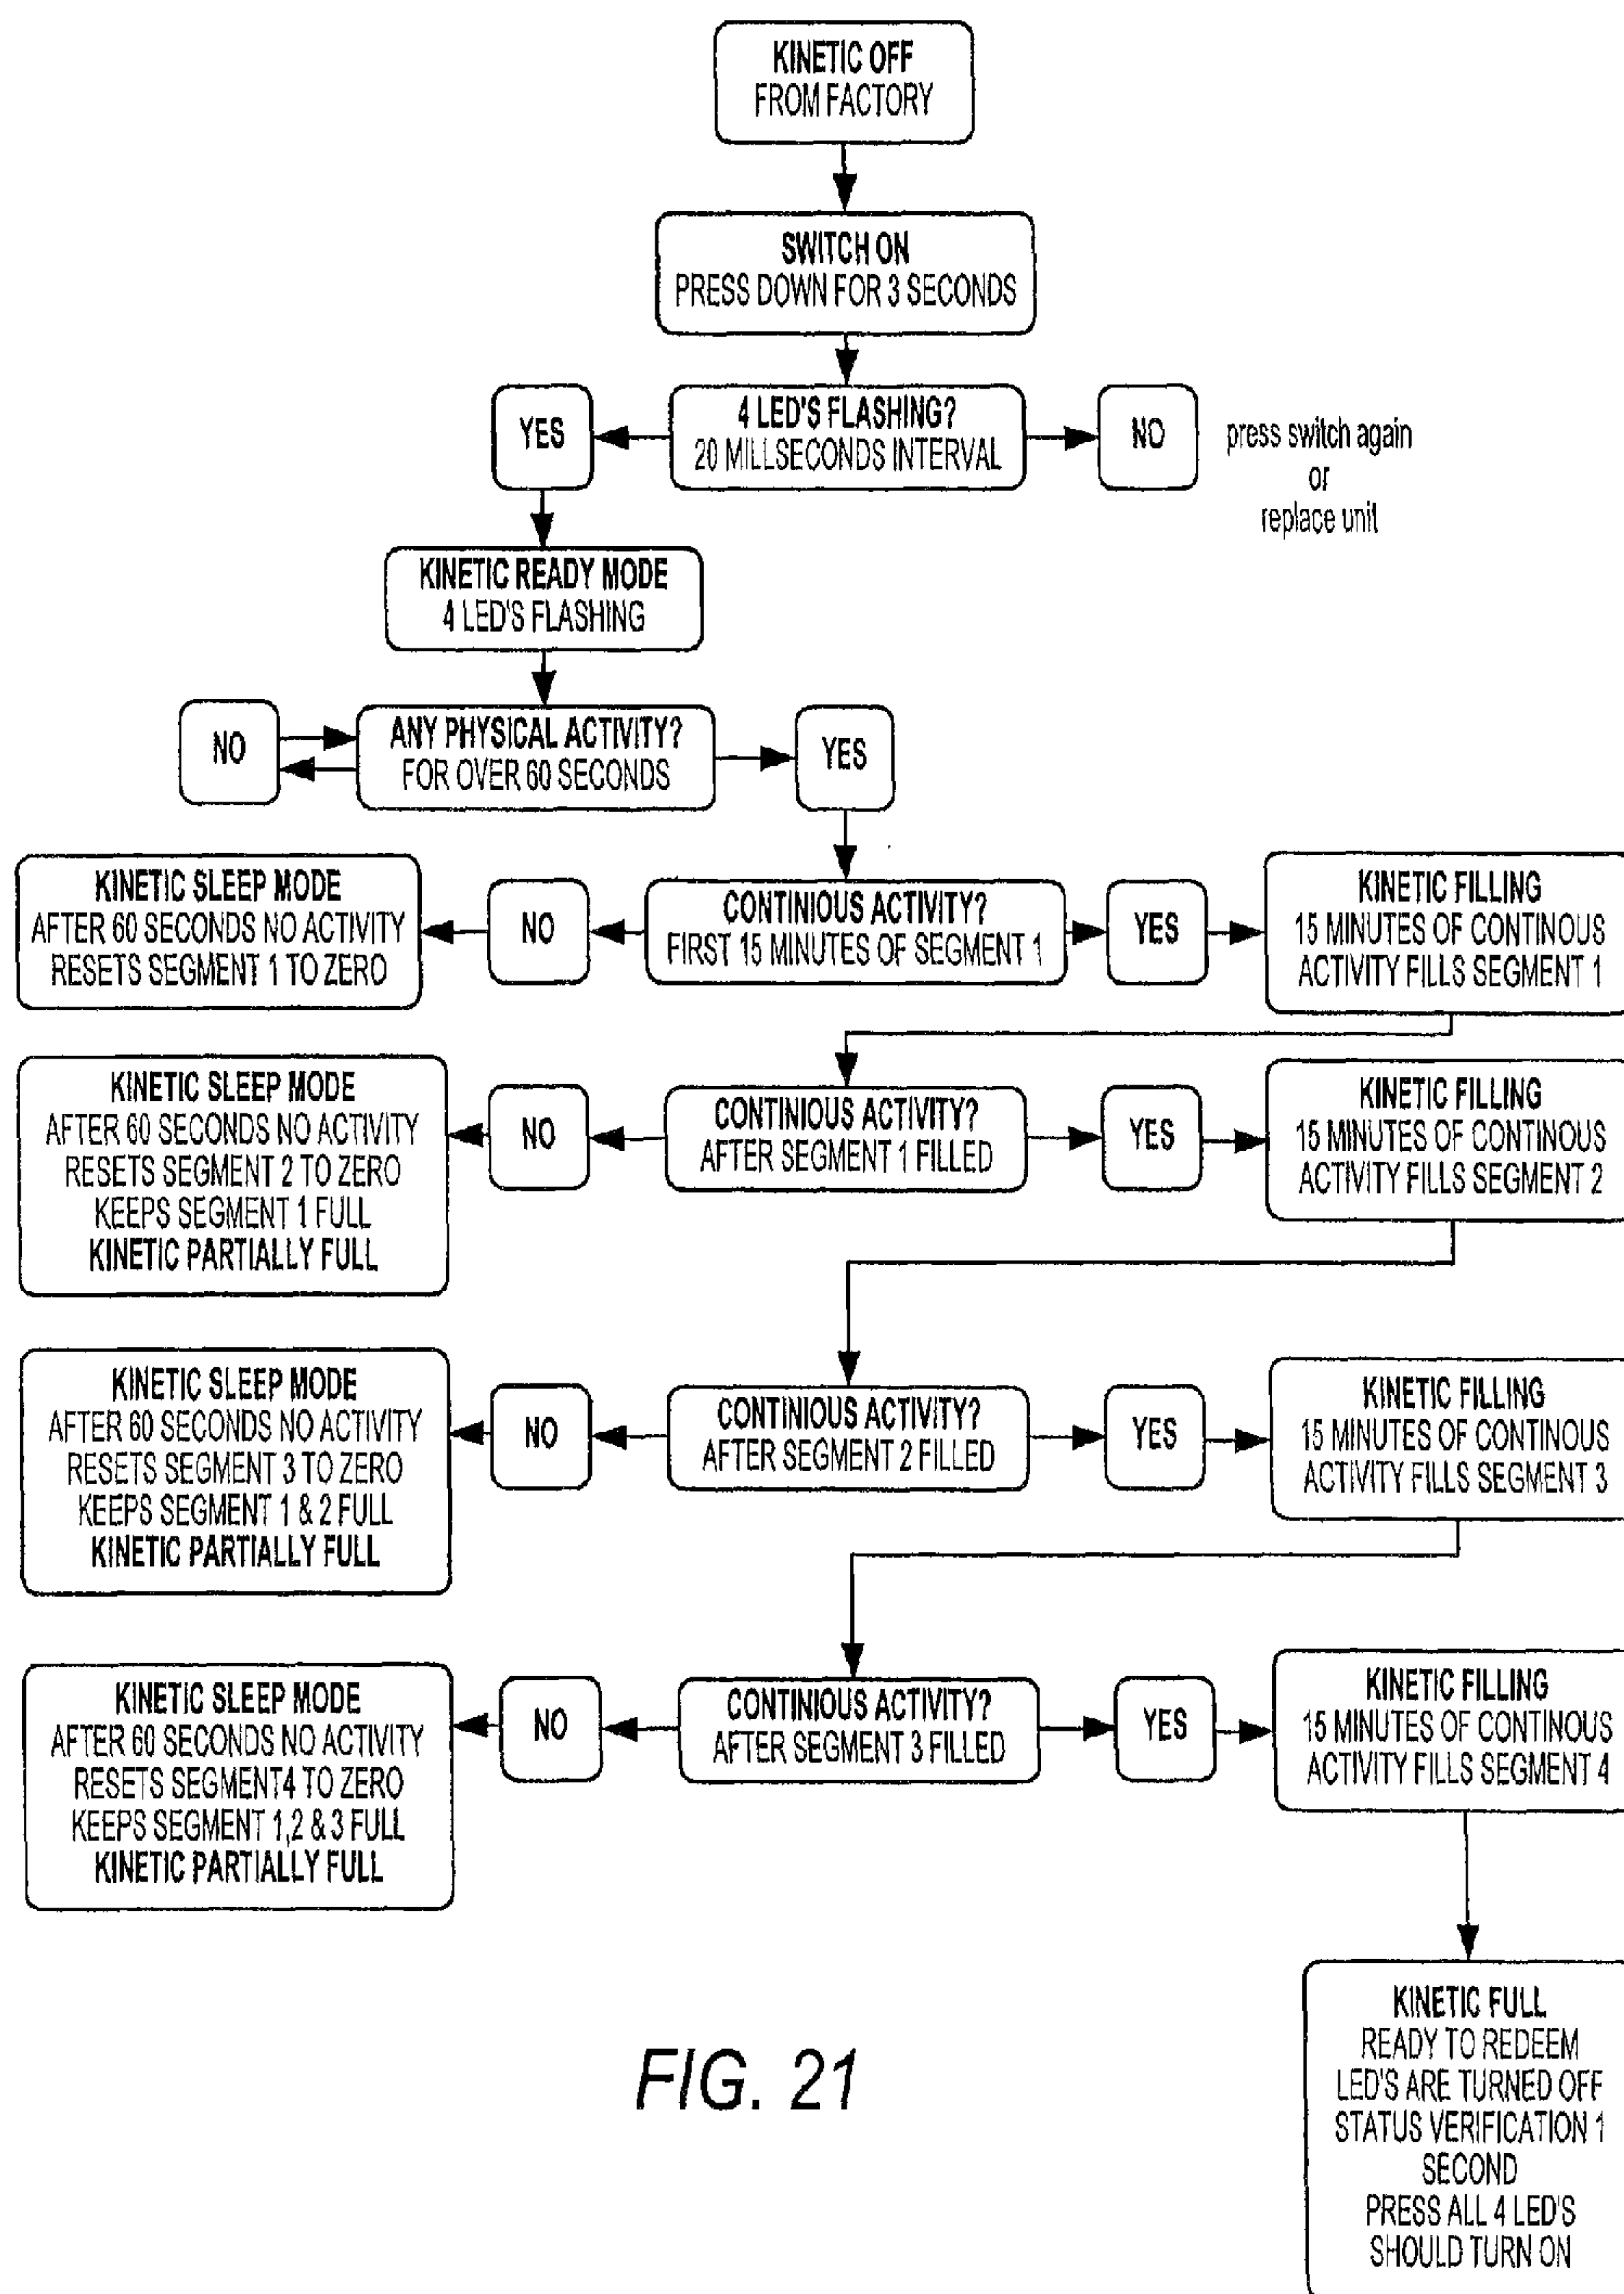 KINETIC OFF
FROM FACTORY
SWITCH ON
PRESS DOWN FOR 3 SECONDS
YES
4 LED'S FLASHING?
20 MILLSECONDS INTERVAL
NO
press switch again
or
replace unit
KINETIC READY MODE
4 LED'S FLASHING
NO
ANY PHYSICAL ACTIVITY?
FOR OVER 60 SECONDS
YES
KINETIC SLEEP MODE
AFTER 60 SECONDS NO ACTIVITY
RESETS SEGMENT 1 TO ZERO
NO
CONTINIOUS ACTIVITY?
FIRST 15 MINUTES OF SEGMENT 1
YES
KINETIC FILLING
15 MINUTES OF CONTINOUS
ACTIVITY FILLS SEGMENT 1
KINETIC SLEEP MODE
AFTER 60 SECONDS NO ACTIVITY
RESETS SEGMENT 2 TO ZERO
KEEPS SEGMENT 1 FULL
KINETIC PARTIALLY FULL
NO
CONTINIOUS ACTIVITY?
AFTER SEGMENT 1 FILLED
YES
KINETIC FILLING
15 MINUTES OF CONTINOUS
ACTIVITY FILLS SEGMENT 2
KINETIC SLEEP MODE
AFTER 60 SECONDS NO ACTIVITY
RESETS SEGMENT 3 TO ZERO
KEEPS SEGMENT 1 & 2 FULL
KINETIC PARTIALLY FULL
NO
CONTINIOUS ACTIVITY?
AFTER SEGMENT 2 FILLED
YES
KINETIC FILLING
15 MINUTES OF CONTINOUS
ACTIVITY FILLS SEGMENT 3
KINETIC SLEEP MODE
AFTER 60 SECONDS NO ACTIVITY
RESETS SEGMENT4 TO ZERO
KEEPS SEGMENT 1,2 & 3 FULL
KINETIC PARTIALLY FULL
NO
CONTINIOUS ACTIVITY?
AFTER SEGMENT 3 FILLED
YES
KINETIC FILLING
15 MINUTES OF CONTINOUS
ACTIVITY FILLS SEGMENT 4
KINETIC FULL
READY TO REDEEM
LED'S ARE TURNED OFF
STATUS VERIFICATION 1
SECOND
PRESS ALL 4 LED'S
SHOULD TURN ON
FIG. 21